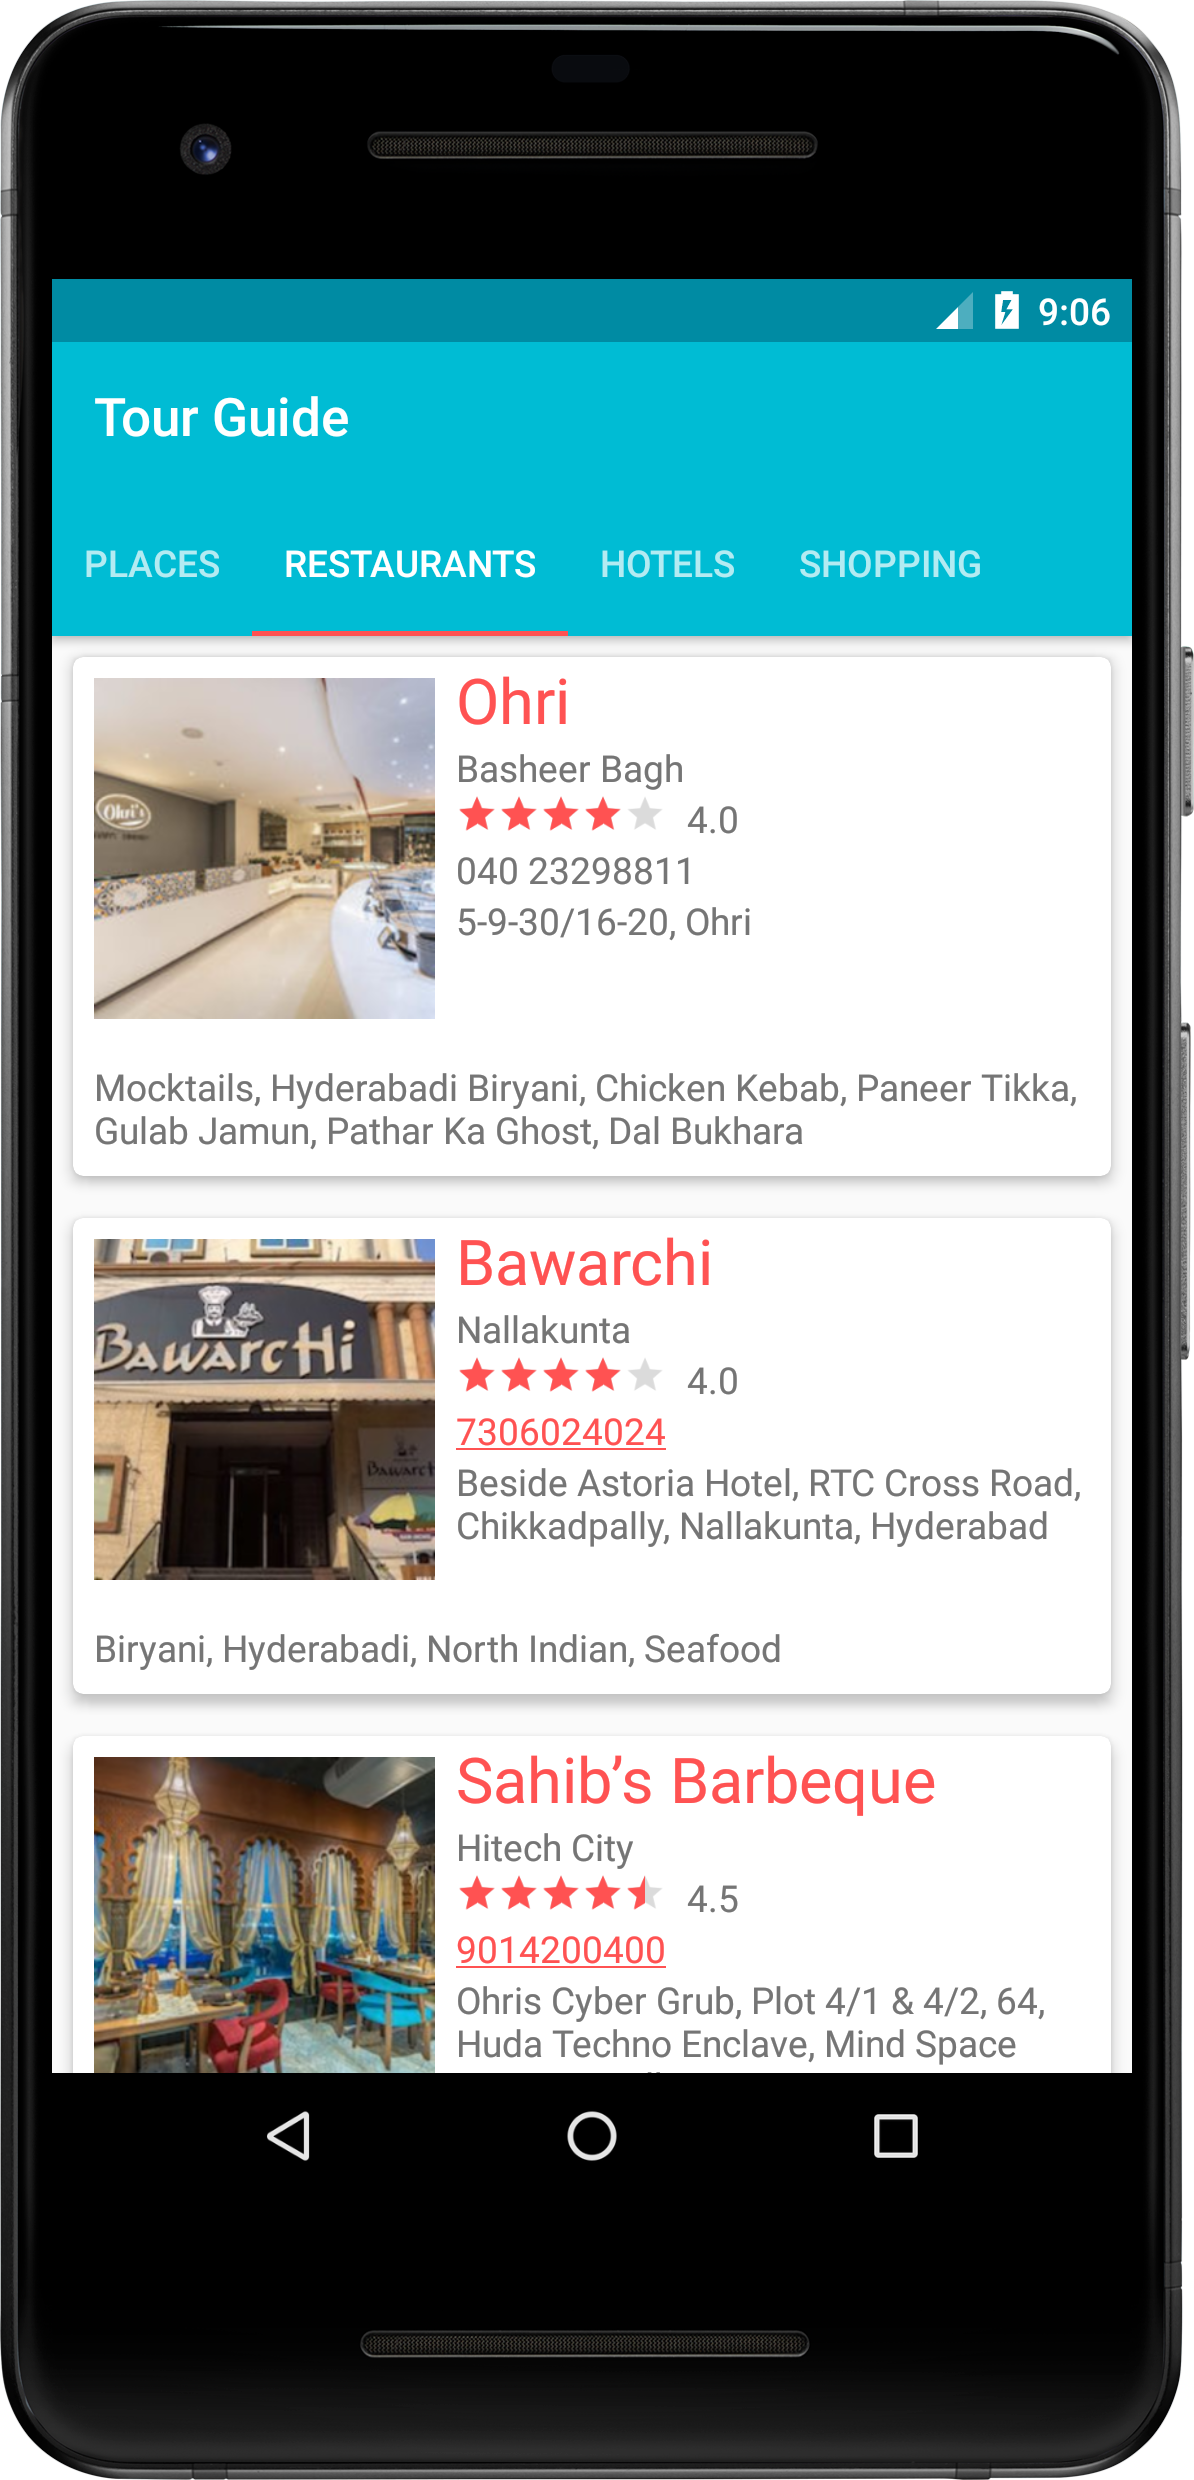 9:06
Tour Guide
PLACES RESTAURANTS HOTELS SHOPPING
Ohri
Basheer Bagh
4.0
040 23298811
5-9-30/16-20, Ohri
Ohri's
Mocktails, Hyderabadi Biryani, Chicken Kebab, Paneer Tikka,
Gulab Jamun, Pathar Ka Ghost, Dal Bukhara
Bawarchi
Nallakunta
4.0
7306024024
Beside Astoria Hotel, RTC Cross Road,
Chikkadpally, Nallakunta, Hyderabad
BAWARCHI
Biryani, Hyderabadi, North Indian, Seafood
Sahib’s Barbeque
Hitech City
4.5
9014200400
Ohris Cyber Grub, Plot 4/1 & 4/2, 64,
Huda Techno Enclave, Mind Space